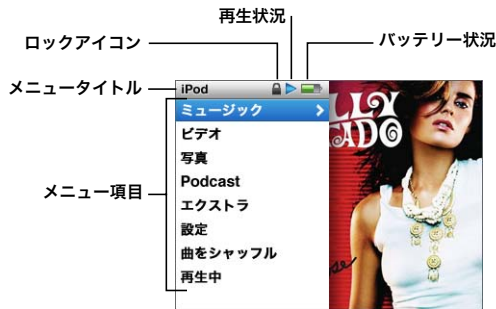 再生状況
ロックアイコン
バッテリー状況
メニュータイトル
iPod
メニュー項目
ミュージック
ビデオ
写真
Podcast
エクストラ
設定
曲をシャッフル
再生中
LLY
ADO